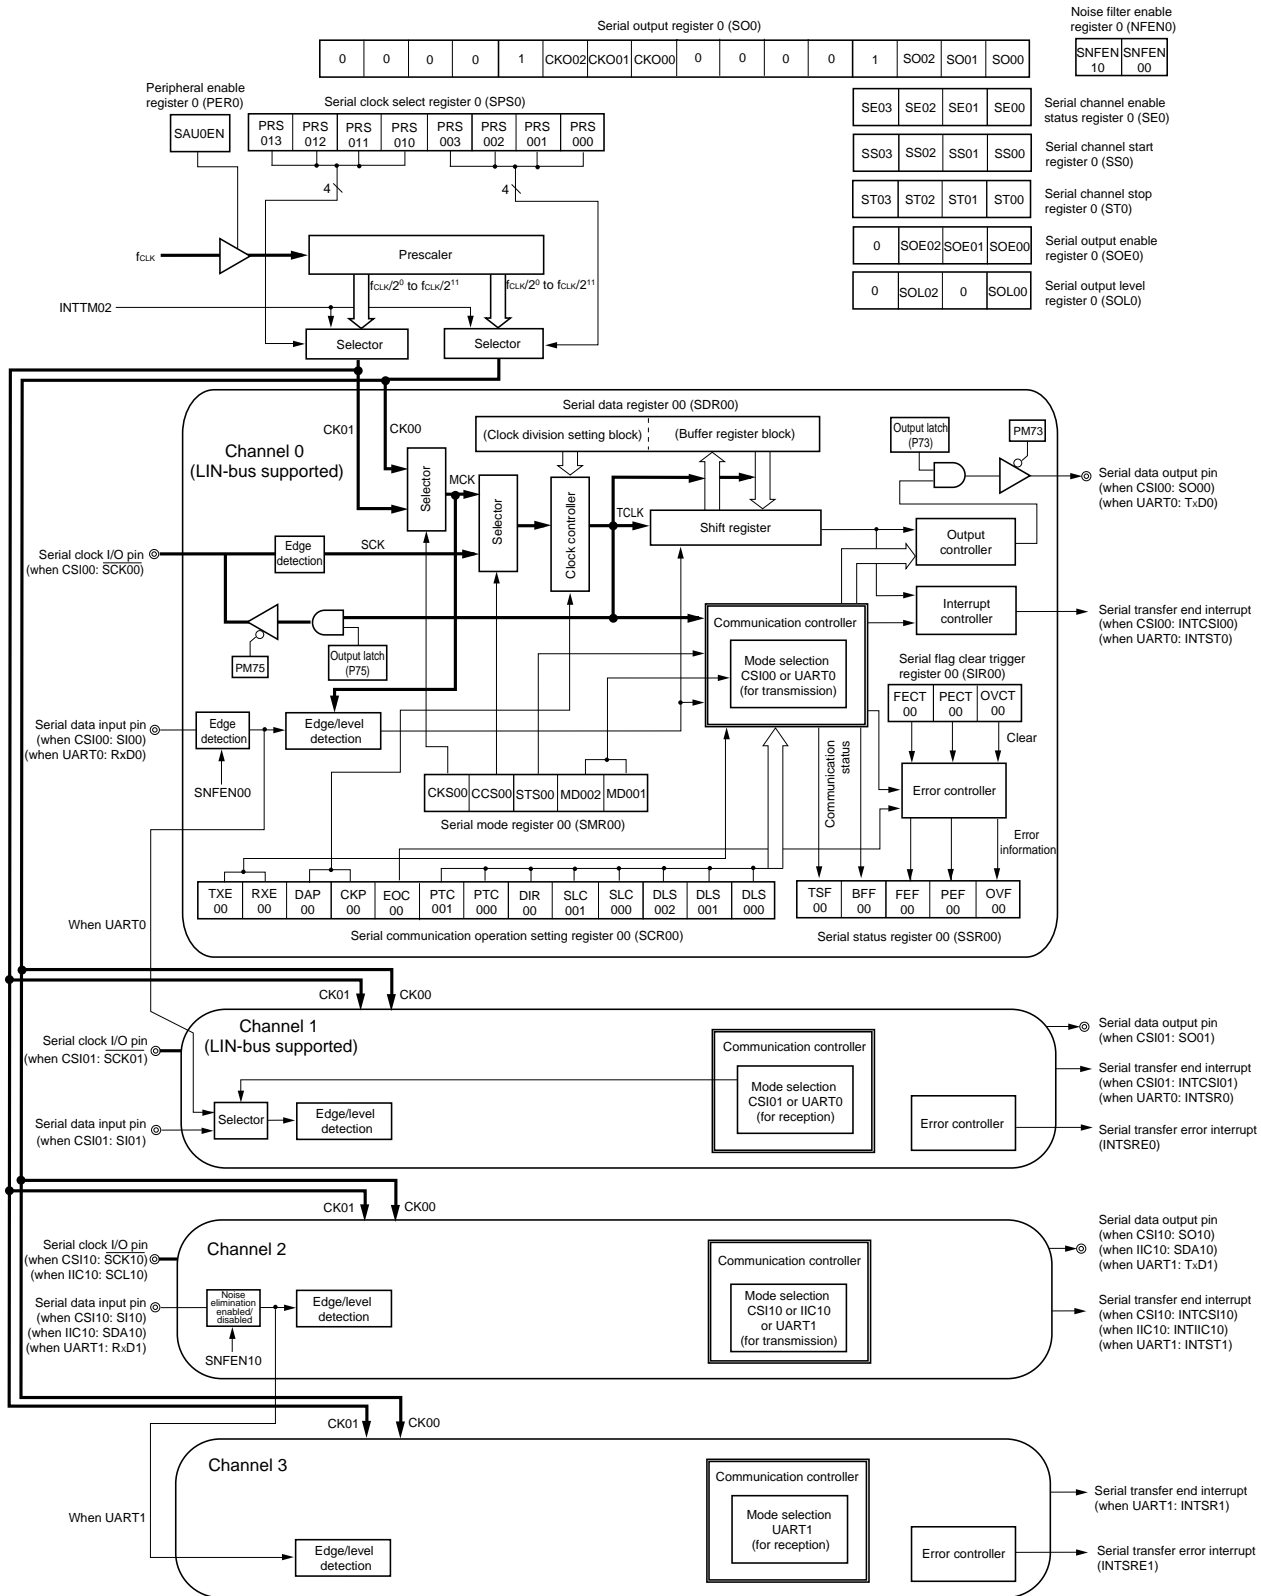 Serial output register 0 (SO0)
0 0 0 0 1 CKO02 CKO01 CKO00 0 0 0 0 1 SO02 SO01 SO00
Noise filter enable
register 0 (NFEN0)
SNFEN SNFEN
10 00
Peripheral enable
register 0 (PER0)
SAU0EN
Serial clock select register 0 (SPS0)
PRS PRS PRS PRS PRS PRS PRS PRS
013 012 011 010 003 002 001 000
4 4
SE03 SE02 SE01 SE00
Serial channel enable
status register 0 (SE0)
SS03 SS02 SS01 SS00
Serial channel start
register 0 (SS0)
ST03 ST02 ST01 ST00
Serial channel stop
register 0 (ST0)
0 SOE02 SOE01 SOE00
Serial output enable
register 0 (SOE0)
0 SOL02 0 SOL00
Serial output level
register 0 (SOL0)
fCLK
Prescaler
fCLK/2⁰ to fCLK/2¹¹ fCLK/2⁰ to fCLK/2¹¹
INTTM02
Selector Selector
Channel 0
(LIN-bus supported)
CK01 CK00
Serial data register 00 (SDR00)
(Clock division setting block) (Buffer register block)
Selector
MCK
Selector
Clock controller
TCLK
Shift register
Output latch
(P73)
PM73
Serial data output pin
(when CSI00: SO00)
(when UART0: TxD0)
Output
controller
Serial clock I/O pin
(when CSI00: SCK00)
Edge
detection
SCK
PM75
Output latch
(P75)
Communication controller
Mode selection
CSI00 or UART0
(for transmission)
Interrupt
controller
Serial transfer end interrupt
(when CSI00: INTCSI00)
(when UART0: INTST0)
Serial flag clear trigger
register 00 (SIR00)
FECT PECT OVCT
00 00 00
Clear
Serial data input pin
(when CSI00: SI00)
(when UART0: RxD0)
Edge
detection
SNFEN00
Edge/level
detection
CKS00 CCS00 STS00 MD002 MD001
Serial mode register 00 (SMR00)
Communication
status
Error controller
Error
information
TXE RXE DAP CKP EOC PTC PTC DIR SLC SLC DLS DLS DLS
00 00 00 00 00 001 000 00 001 000 002 001 000
Serial communication operation setting register 00 (SCR00)
TSF BFF FEF PEF OVF
00 00 00 00 00
Serial status register 00 (SSR00)
When UART0
CK01 CK00
Channel 1
(LIN-bus supported)
Serial clock I/O pin
(when CSI01: SCK01)
Serial data input pin
(when CSI01: SI01)
Selector
Edge/level
detection
Communication controller
Mode selection
CSI01 or UART0
(for reception)
Error controller
Serial data output pin
(when CSI01: SO01)
Serial transfer end interrupt
(when CSI01: INTCSI01)
(when UART0: INTSR0)
Serial transfer error interrupt
(INTSRE0)
CK01 CK00
Channel 2
Serial clock I/O pin
(when CSI10: SCK10)
(when IIC10: SCL10)
Serial data input pin
(when CSI10: SI10)
(when IIC10: SDA10)
(when UART1: RxD1)
Noise
elimination
enabled/
disabled
SNFEN10
Edge/level
detection
Communication controller
Mode selection
CSI10 or IIC10
or UART1
(for transmission)
Serial data output pin
(when CSI10: SO10)
(when IIC10: SDA10)
(when UART1: TxD1)
Serial transfer end interrupt
(when CSI10: INTCSI10)
(when IIC10: INTIIC10)
(when UART1: INTST1)
CK01 CK00
Channel 3
When UART1
Edge/level
detection
Communication controller
Mode selection
UART1
(for reception)
Error controller
Serial transfer end interrupt
(when UART1: INTSR1)
Serial transfer error interrupt
(INTSRE1)